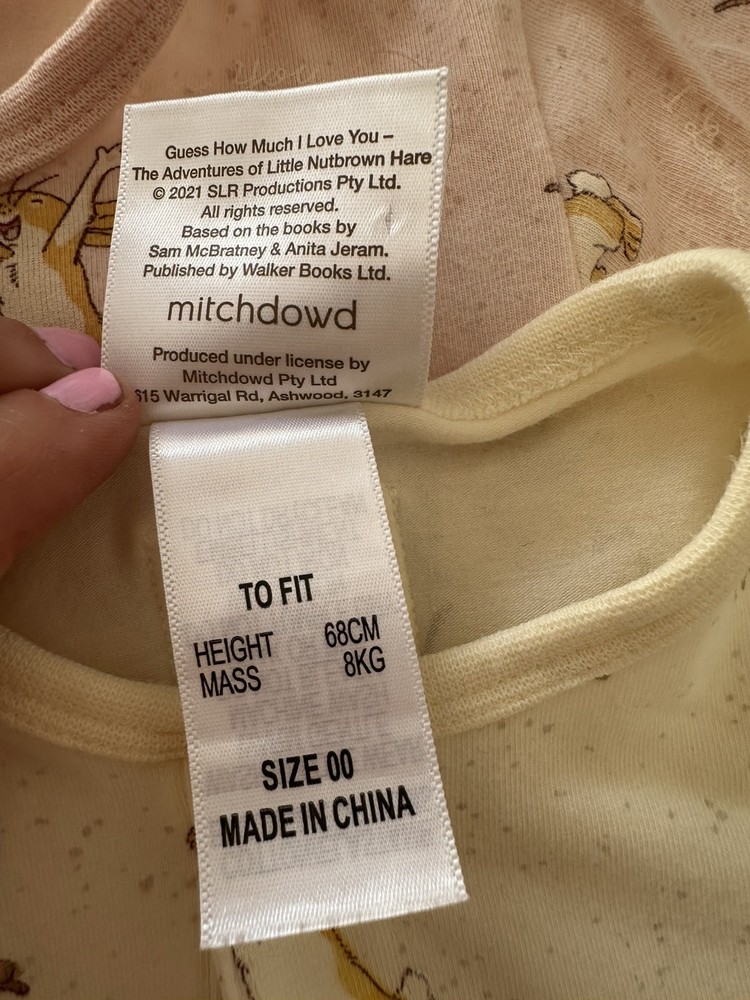 you
Guess How Much I Love You –
The Adventures of Little Nutbrown Hare
© 2021 SLR Productions Pty Ltd.
All rights reserved.
Based on the books by
Sam McBratney & Anita Jeram.
Published by Walker Books Ltd.
mitchdowd
Produced under license by
Mitchdowd Pty Ltd
615 Warrigal Rd, Ashwood, 3147
TO FIT
HEIGHT 68CM
MASS 8KG
SIZE 00
MADE IN CHINA